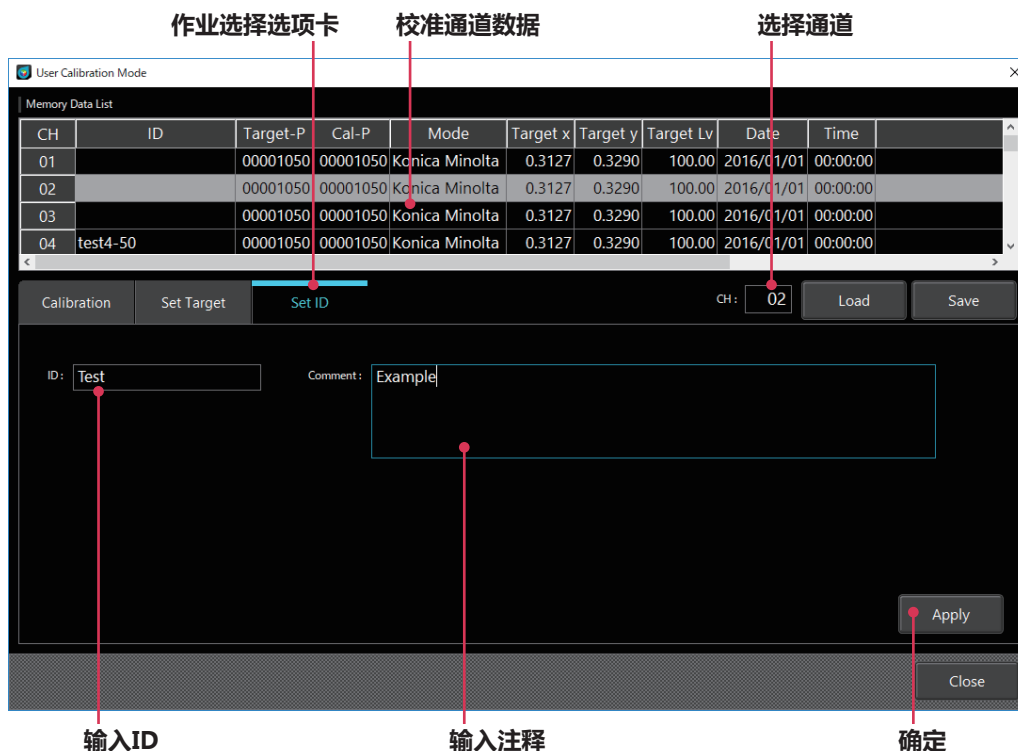 作业选择选项卡 校准通道数据 选择通道
User Calibration Mode ×
Memory Data List
CH ID Target-P Cal-P Mode Target x Target y Target Lv Date Time
01 00001050 00001050 Konica Minolta 0.3127 0.3290 100.00 2016/01/01 00:00:00
02 00001050 00001050 Konica Minolta 0.3127 0.3290 100.00 2016/01/01 00:00:00
03 00001050 00001050 Konica Minolta 0.3127 0.3290 100.00 2016/01/01 00:00:00
04 test4-50 00001050 00001050 Konica Minolta 0.3127 0.3290 100.00 2016/01/01 00:00:00
Calibration Set Target Set ID CH: 02 Load Save
ID: Test Comment: Example
Apply
Close
输入ID 输入注释 确定